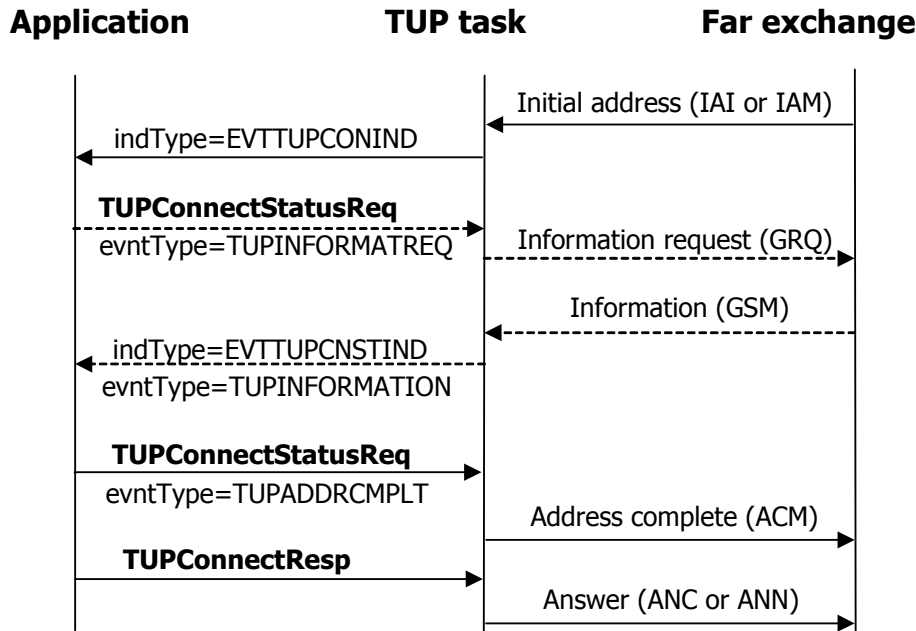 Application TUP task Far exchange
Initial address (IAI or IAM)
indType=EVTTUPCONIND
TUPConnectStatusReq
evntType=TUPINFORMATREQ
Information request (GRQ)
Information (GSM)
indType=EVTTUPCNSTIND
evntType=TUPINFORMATION
TUPConnectStatusReq
evntType=TUPADDRCMPLT
Address complete (ACM)
TUPConnectResp
Answer (ANC or ANN)